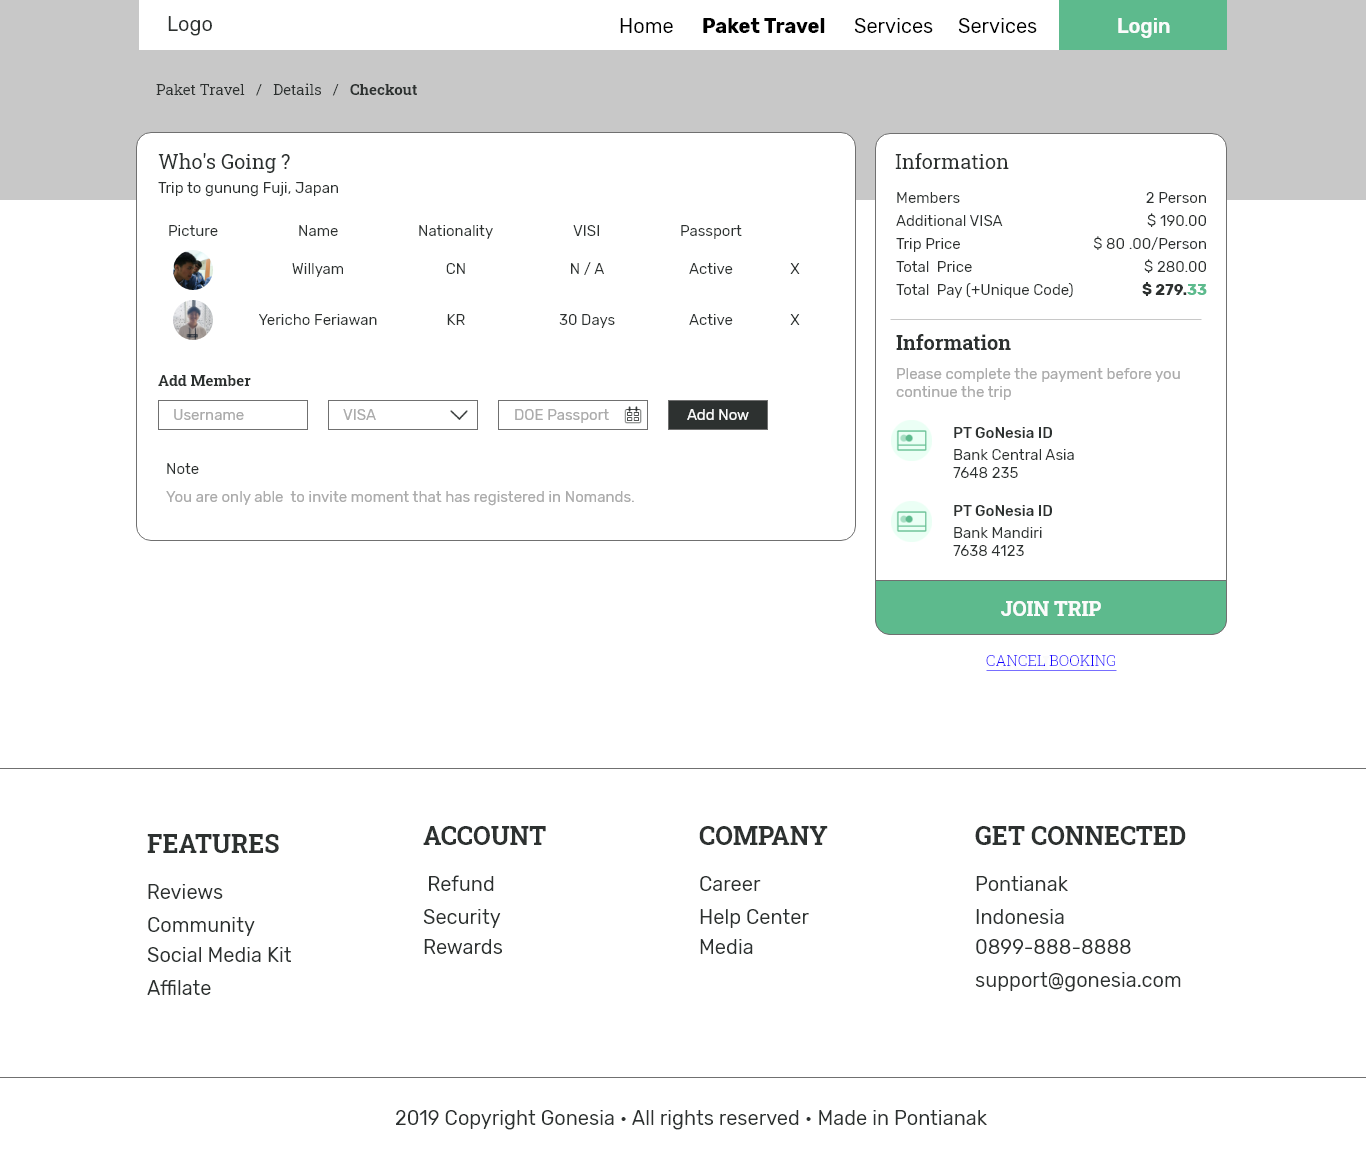 Logo
Home Paket Travel Services Services Login
Paket Travel / Details / Checkout
Who's Going ?
Trip to gunung Fuji, Japan
Picture Name Nationality VISI Passport
Willyam CN N / A Active X
Yericho Feriawan KR 30 Days Active X
Add Member
Username VISA DOE Passport Add Now
Note
You are only able  to invite moment that has registered in Nomands.
Information
Members 2 Person
Additional VISA $ 190.00
Trip Price $ 80 .00/Person
Total  Price $ 280.00
Total  Pay (+Unique Code) $ 279.33
Information
Please complete the payment before you
continue the trip
PT GoNesia ID
Bank Central Asia
7648 235
PT GoNesia ID
Bank Mandiri
7638 4123
JOIN TRIP
CANCEL BOOKING
FEATURES
Reviews
Community
Social Media Kit
Affilate
ACCOUNT
Refund
Security
Rewards
COMPANY
Career
Help Center
Media
GET CONNECTED
Pontianak
Indonesia
0899-888-8888
support@gonesia.com
2019 Copyright Gonesia • All rights reserved • Made in Pontianak